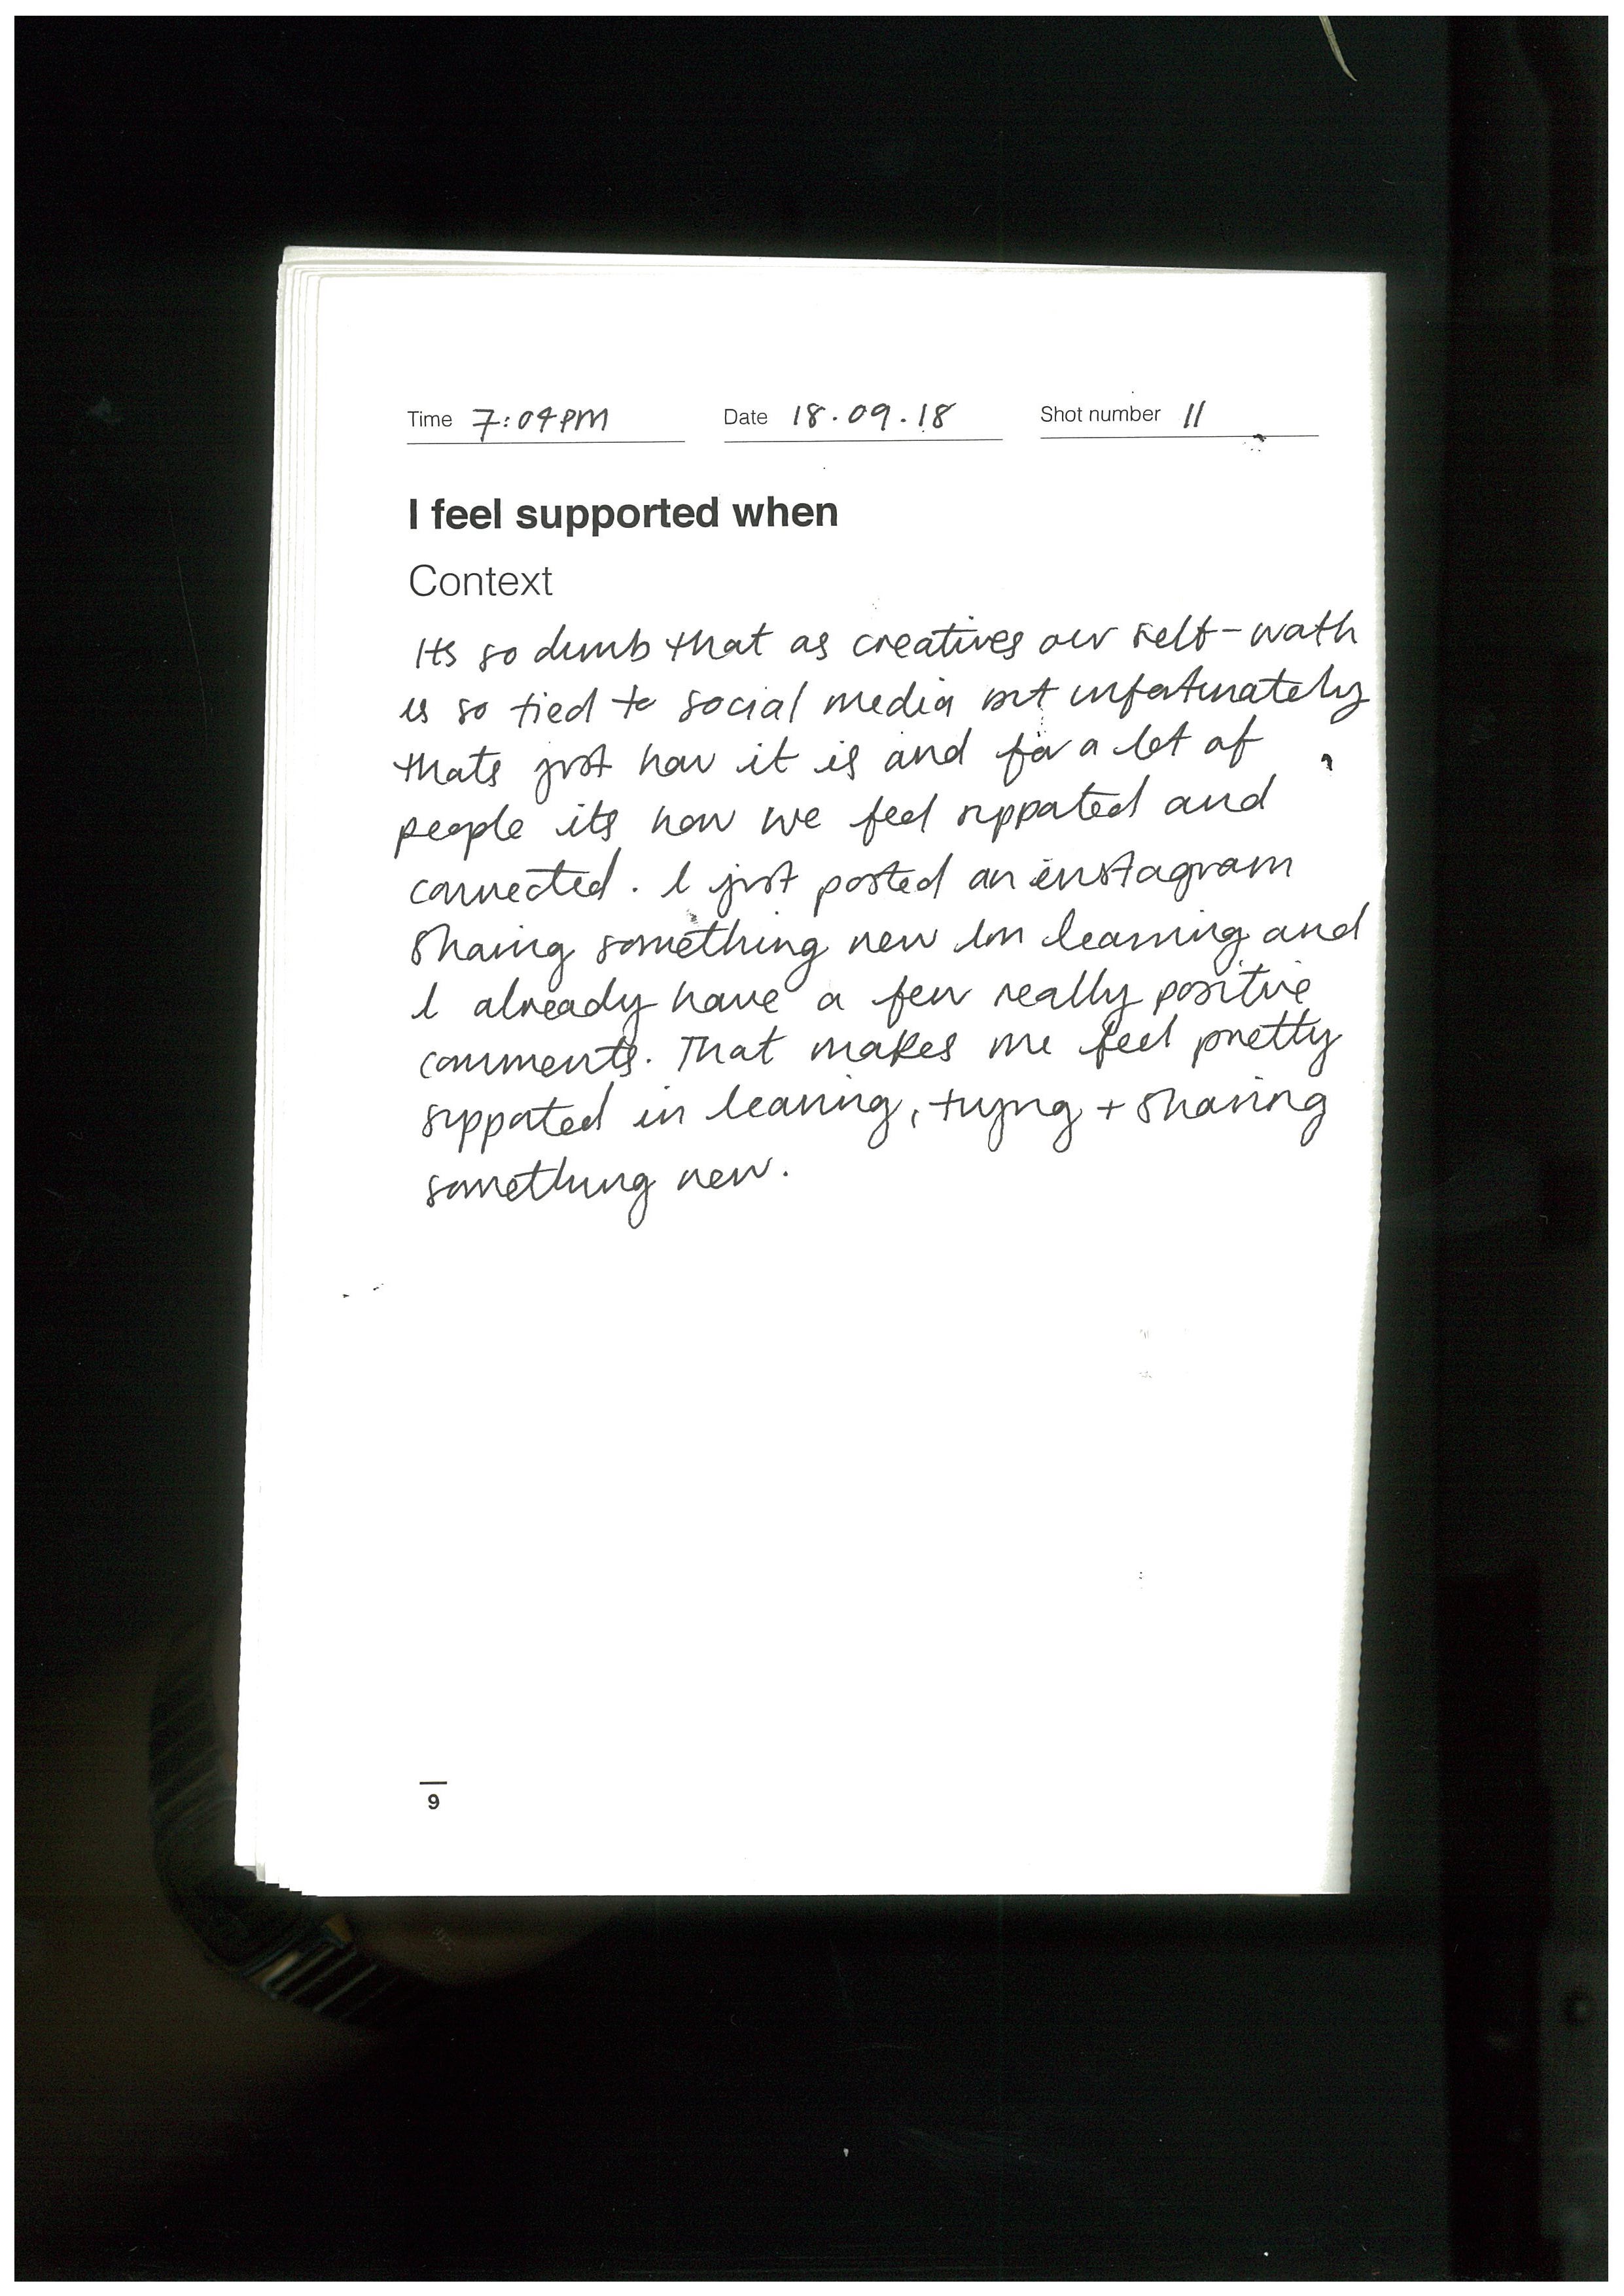 Time 7:04PM Date 18.09.18 Shot number 11
I feel supported when
Context
Its so dumb that as creatives our self-worth
is so tied to social media but unfortunately
thats just how it is and for a lot of
people its how we feel supported and
connected. I just posted an instagram
sharing something new Im learning and
I already have a few really positive
comments. That makes me feel pretty
supported in learning, trying + sharing
something new.
9